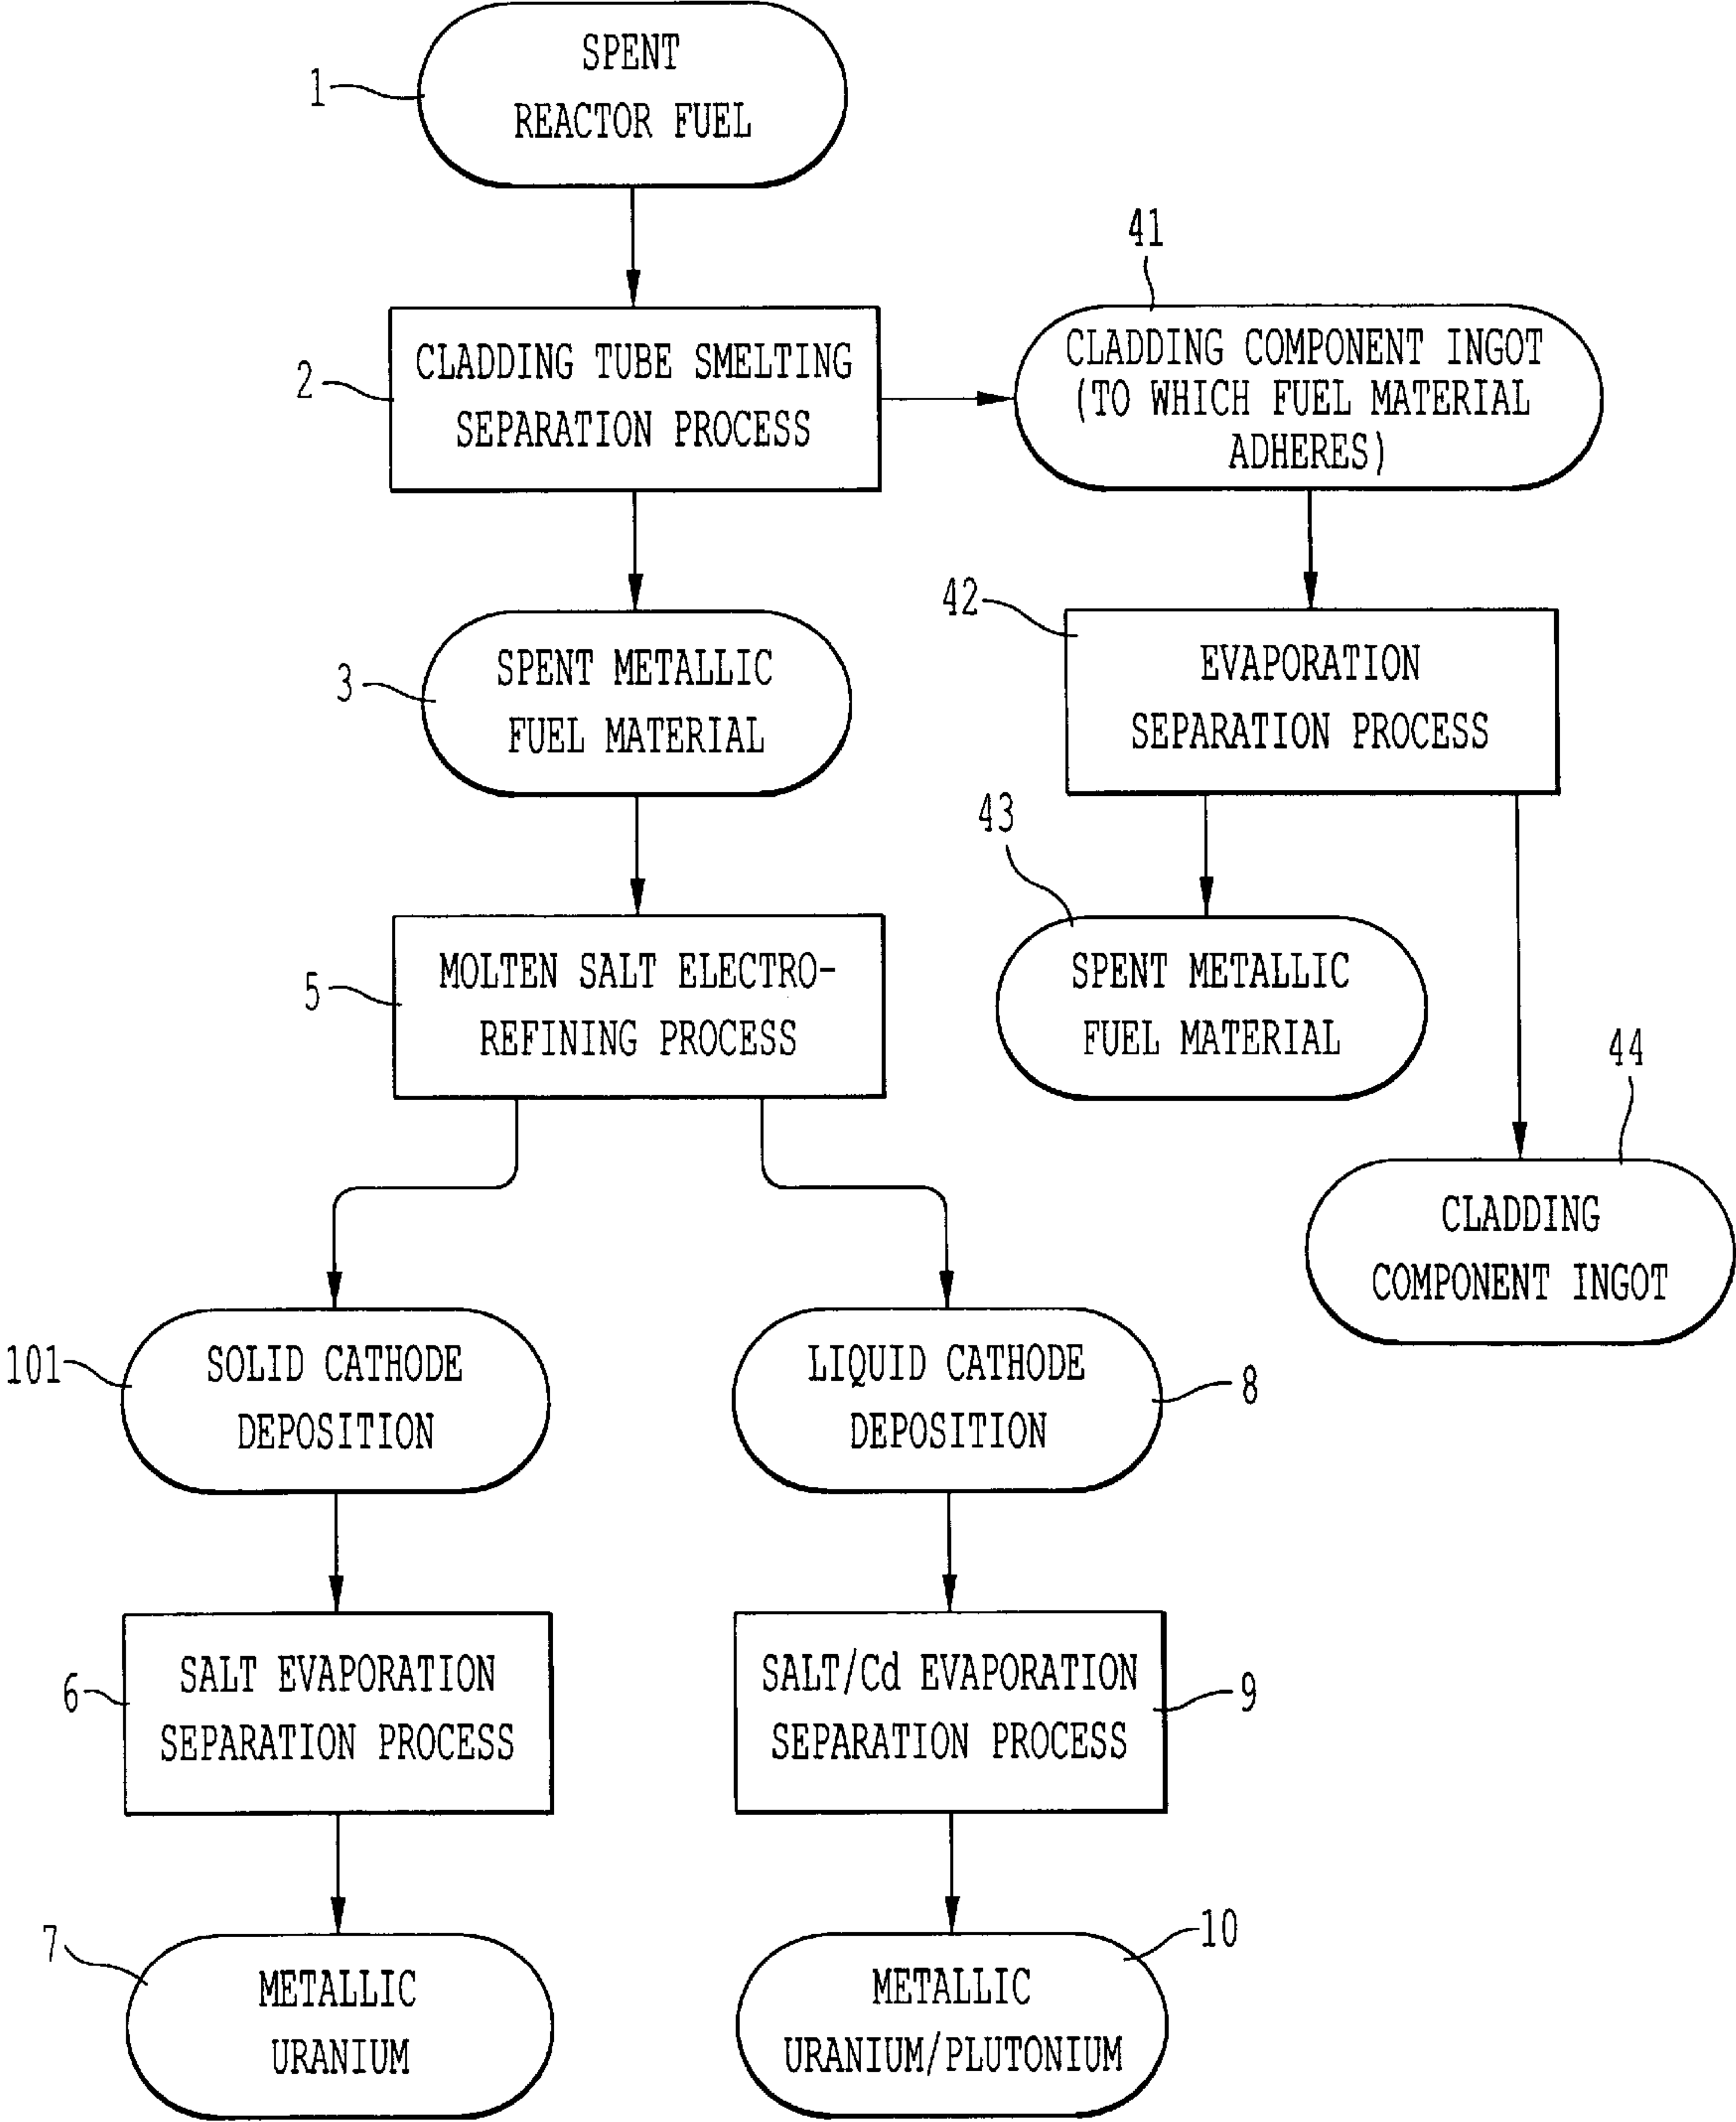 1
SPENT
REACTOR FUEL
2
CLADDING TUBE SMELTING
SEPARATION PROCESS
41
CLADDING COMPONENT INGOT
(TO WHICH FUEL MATERIAL
ADHERES)
3
SPENT METALLIC
FUEL MATERIAL
42
EVAPORATION
SEPARATION PROCESS
5
MOLTEN SALT ELECTRO-
REFINING PROCESS
43
SPENT METALLIC
FUEL MATERIAL
44
CLADDING
COMPONENT INGOT
101
SOLID CATHODE
DEPOSITION
LIQUID CATHODE
DEPOSITION
8
6
SALT EVAPORATION
SEPARATION PROCESS
SALT/Cd EVAPORATION
SEPARATION PROCESS
9
7
METALLIC
URANIUM
10
METALLIC
URANIUM/PLUTONIUM